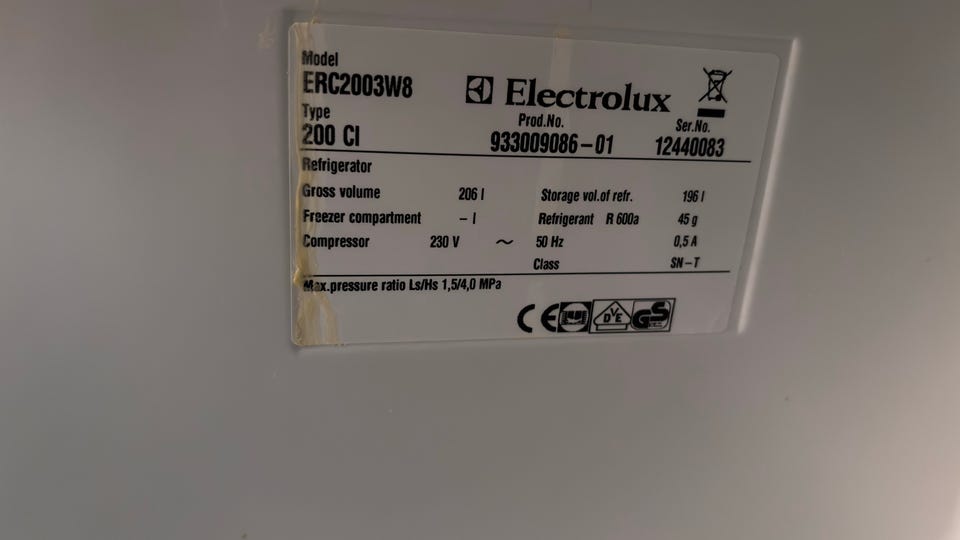 Model
ERC2003W8
Electrolux
Type
200 CI
Prod.No.
933009086-01
Ser.No.
12440083
Refrigerator
Gross volume 206 l Storage vol.of refr. 196 l
Freezer compartment - l Refrigerant R 600a 45 g
Compressor 230 V ~ 50 Hz 0,5 A
Class SN-T
Max.pressure ratio Ls/Hs 1,5/4,0 MPa
CE DVE GS